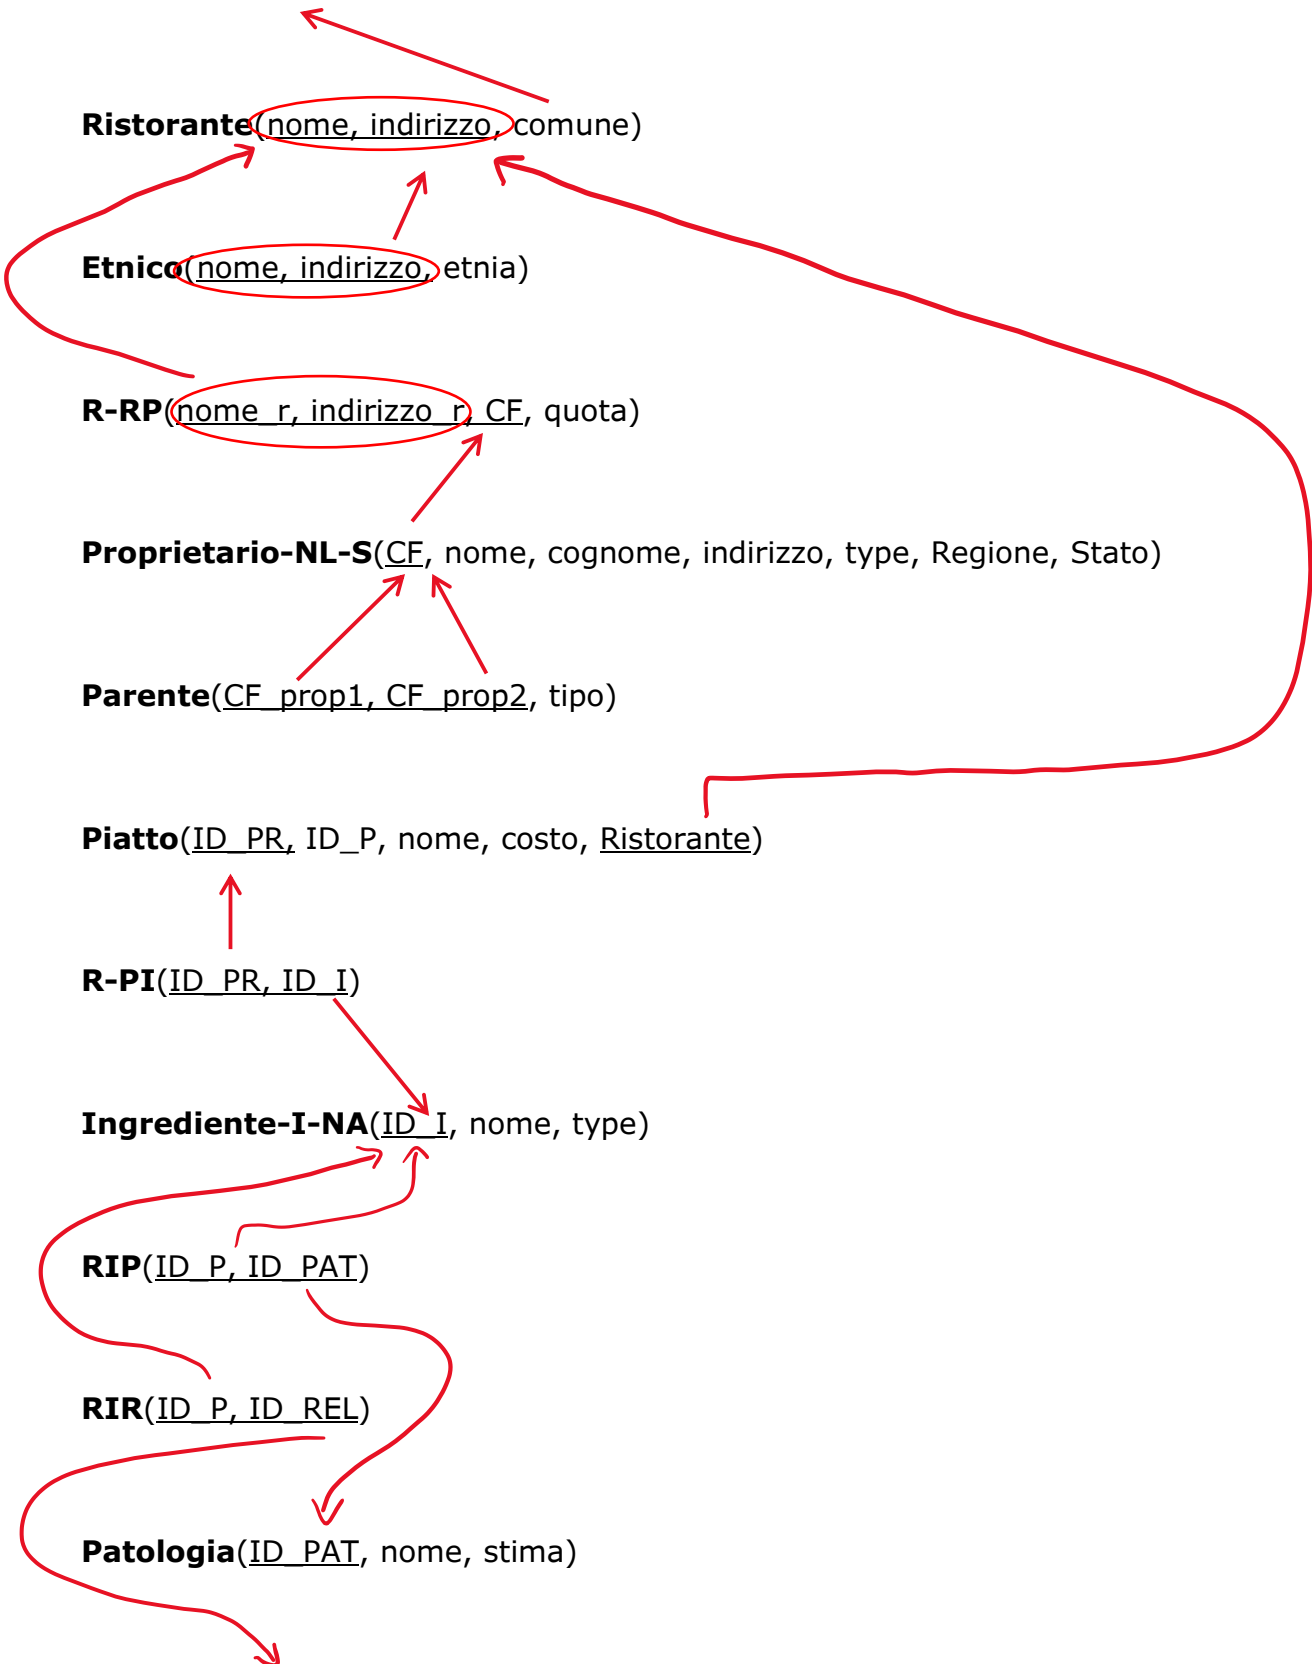 Ristorante(nome, indirizzo, comune)
Etnico(nome, indirizzo, etnia)
R-RP(nome_r, indirizzo_r, CF, quota)
Proprietario-NL-S(CF, nome, cognome, indirizzo, type, Regione, Stato)
Parente(CF_prop1, CF_prop2, tipo)
Piatto(ID_PR, ID_P, nome, costo, Ristorante)
R-PI(ID_PR, ID_I)
Ingrediente-I-NA(ID_I, nome, type)
RIP(ID_P, ID_PAT)
RIR(ID_P, ID_REL)
Patologia(ID_PAT, nome, stima)